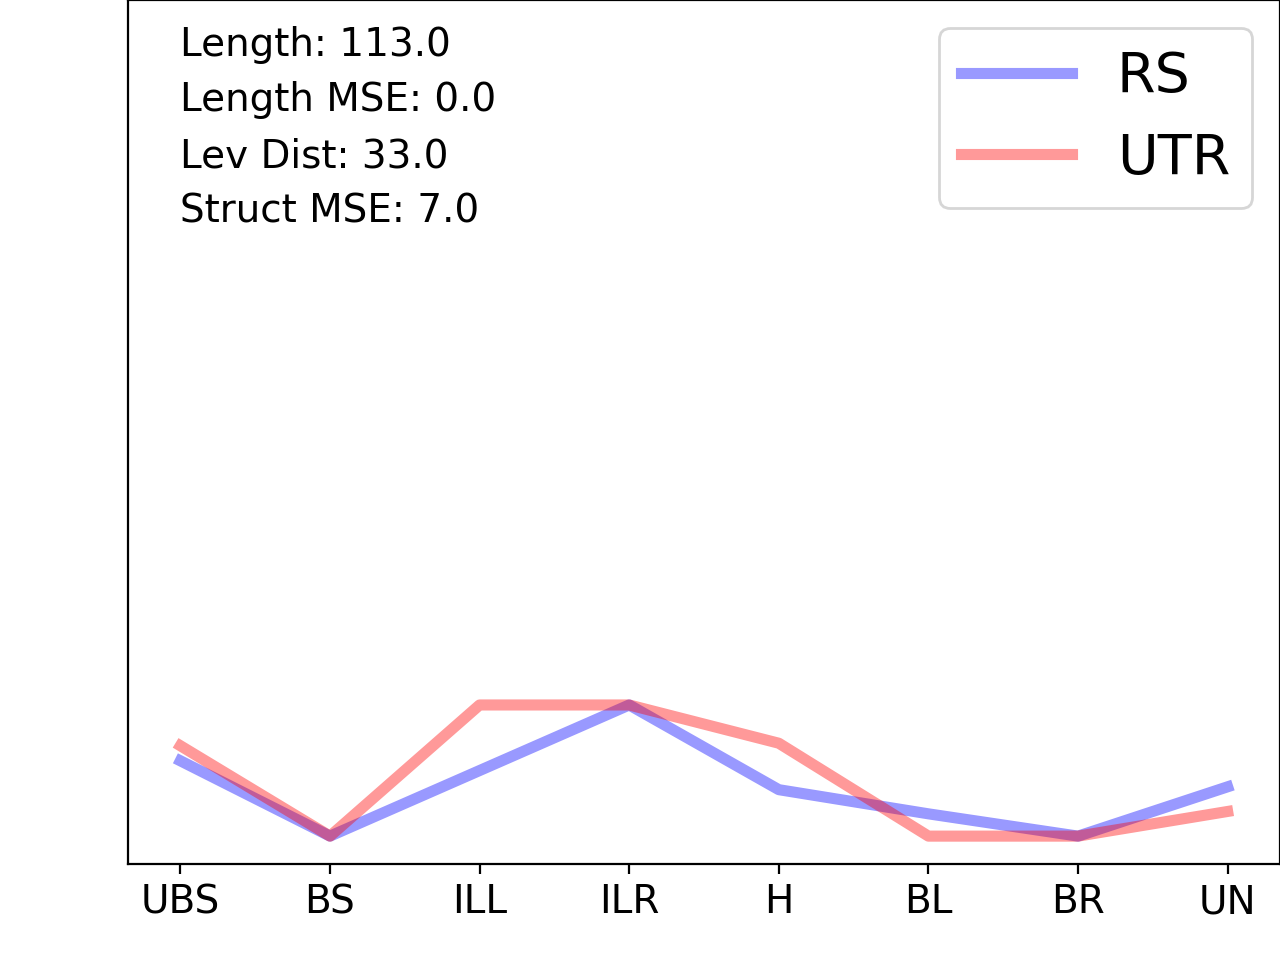 Length: 113.0
Length MSE: 0.0
Lev Dist: 33.0
Struct MSE: 7.0
RS
UTR
UBS BS ILL ILR H BL BR UN